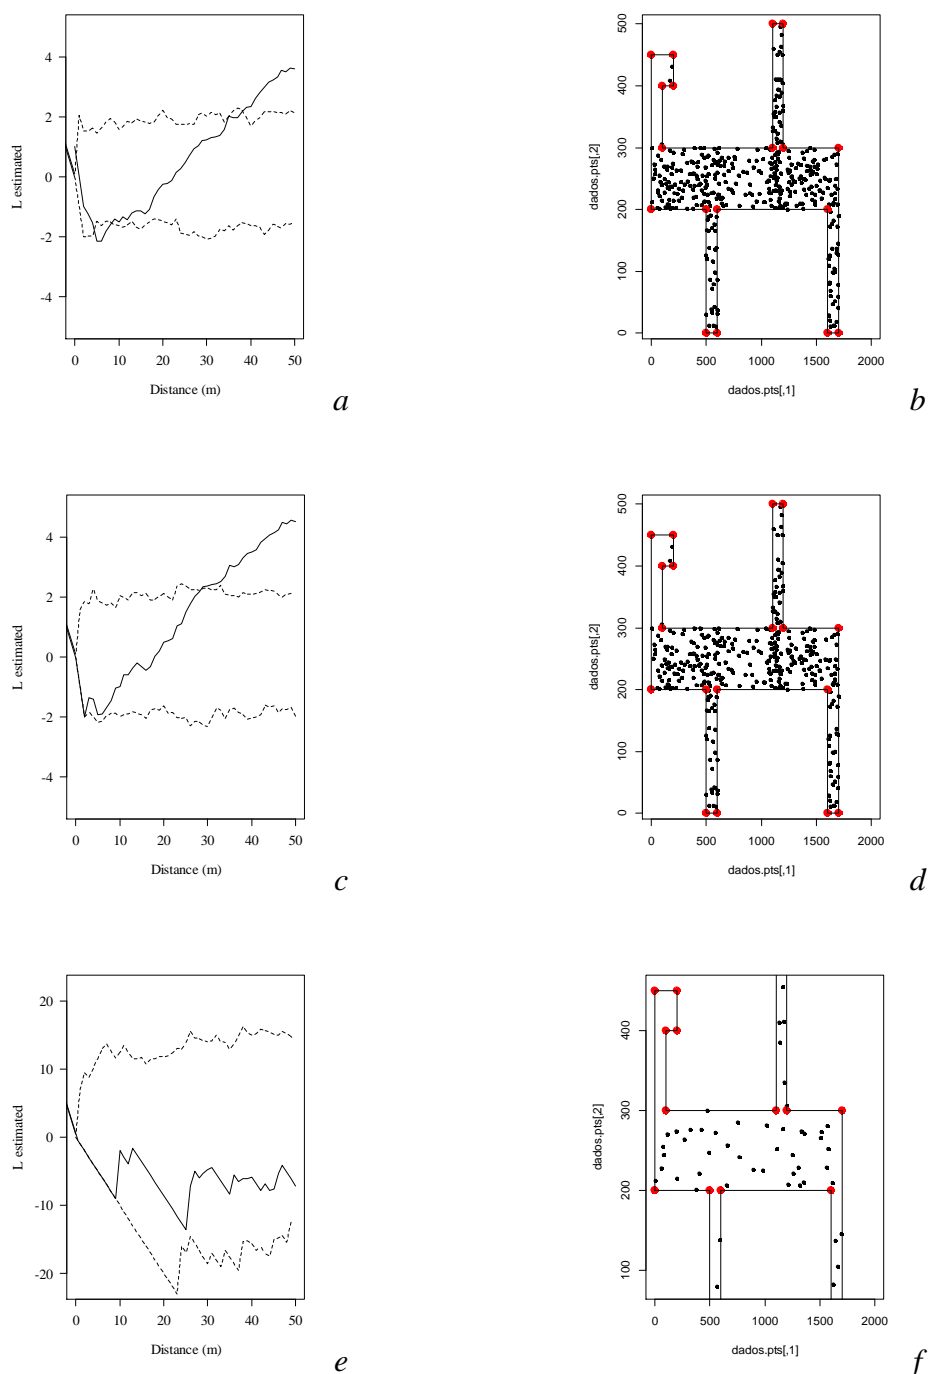 4
2
0
-2
-4
L estimated
0 10 20 30 40 50
Distance (m)
a
500
400
300
200
100
0
dados.pts[,2]
0 500 1000 1500 2000
dados.pts[,1]
b
4
2
0
-2
-4
L estimated
0 10 20 30 40 50
Distance (m)
c
500
400
300
200
100
0
dados.pts[,2]
0 500 1000 1500 2000
dados.pts[,1]
d
20
10
0
-10
-20
L estimated
0 10 20 30 40 50
Distance (m)
e
400
300
200
100
dados.pts[,2]
0 500 1000 1500 2000
dados.pts[,1]
f